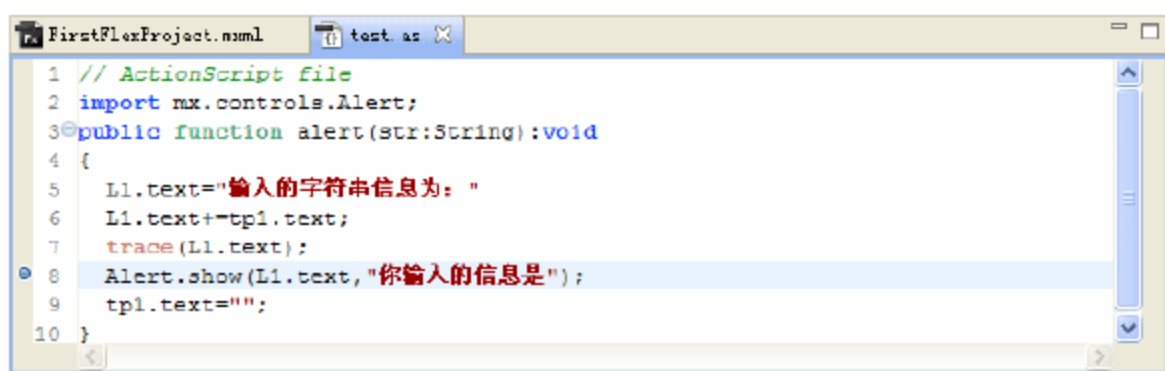 FirstFlexProject.mxml test.as
1 // ActionScript file
2 import mx.controls.Alert;
3 public function alert(str:String):void
4 {
5 L1.text="输入的字符串信息为："
6 L1.text+=tp1.text;
7 trace(L1.text);
8 Alert.show(L1.text,"你输入的信息是");
9 tp1.text="";
10 }